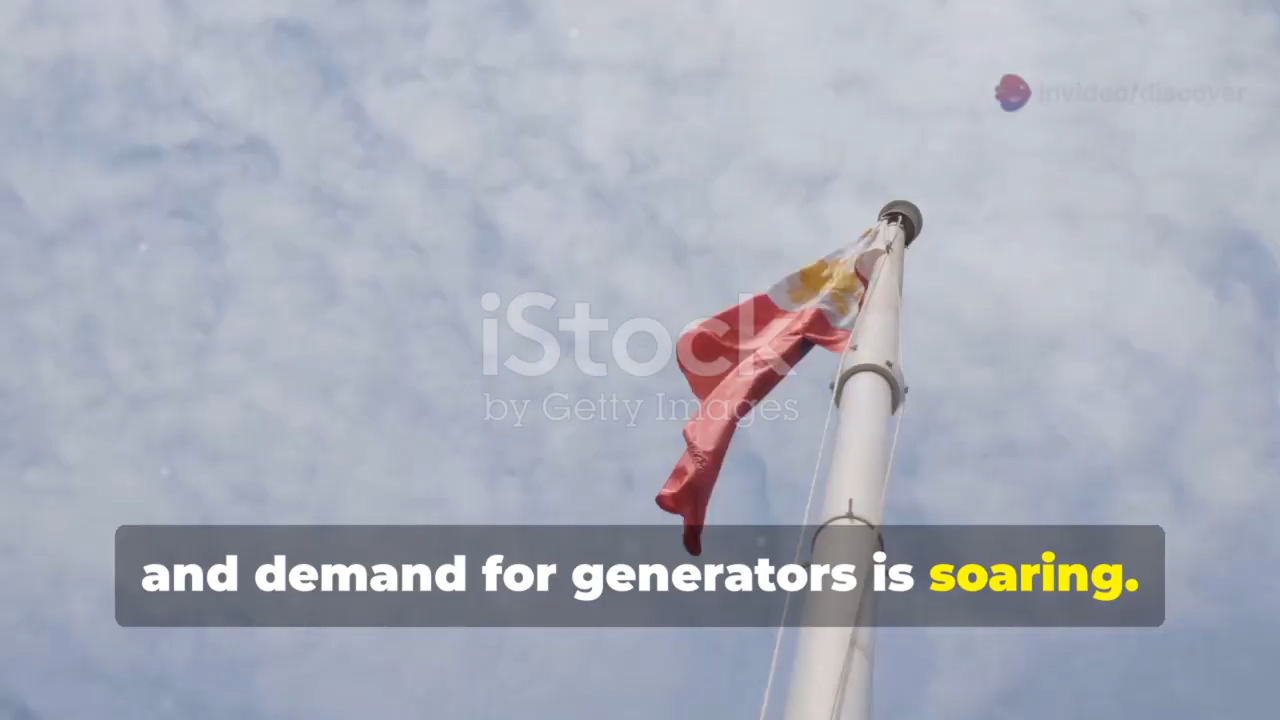 invideo/discover
iStock
by Getty Images
and demand for generators is soaring.